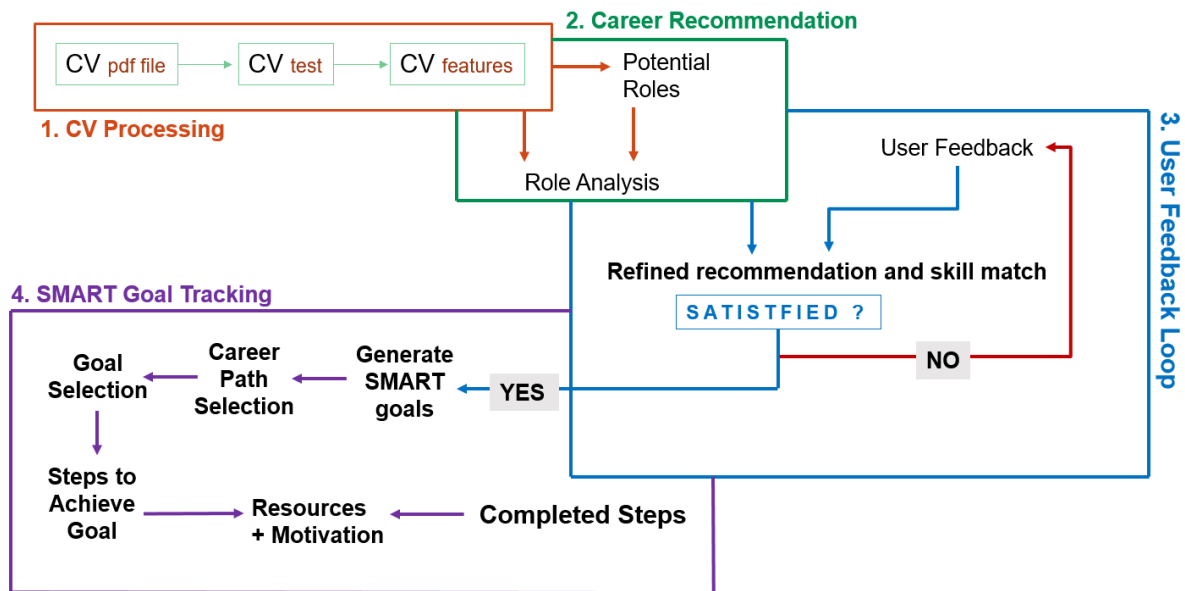 2. Career Recommendation
CV pdf file
CV test
CV features
Potential
Roles
1. CV Processing
Role Analysis
3. User Feedback Loop
User Feedback
Refined recommendation and skill match
SATISTFIED ?
NO
YES
4. SMART Goal Tracking
Generate
SMART
goals
Career
Path
Selection
Goal
Selection
Steps to
Achieve
Goal
Resources
+ Motivation
Completed Steps